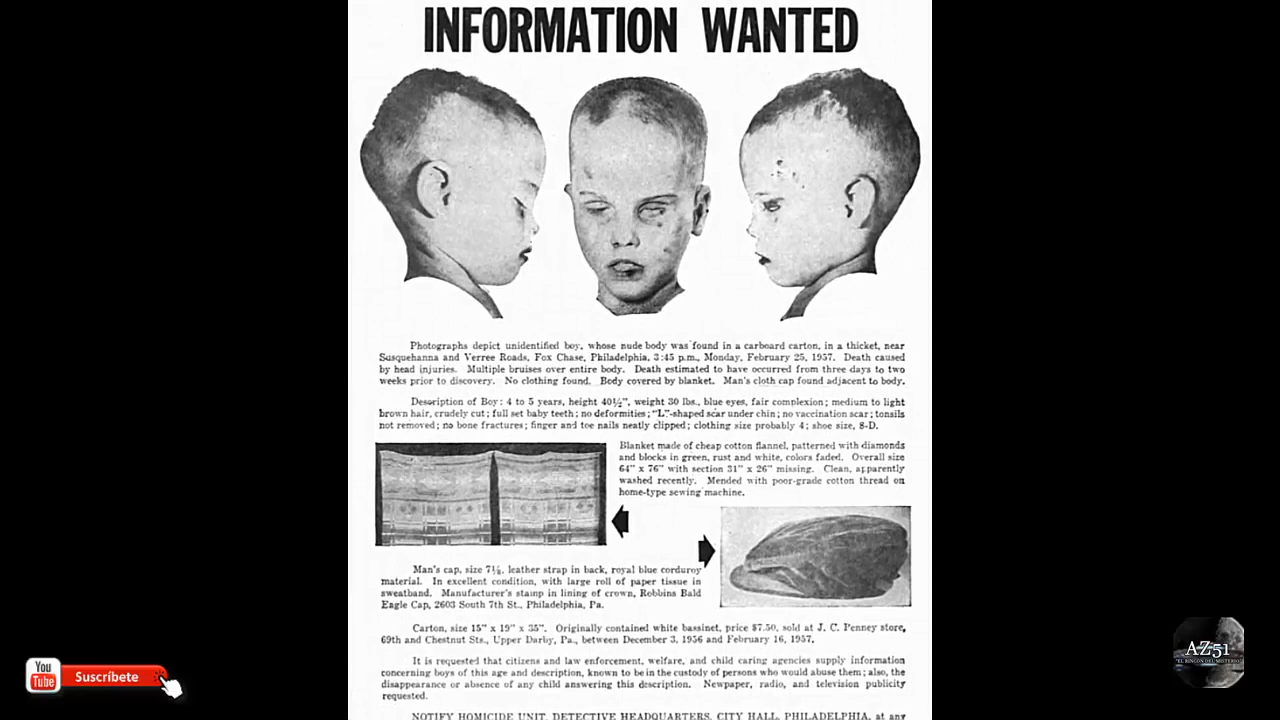 INFORMATION WANTED
Photographs depict unidentified boy, whose nude body was found in a carboard carton, in a thicket, near
Susquehanna and Verree Roads, Fox Chase, Philadelphia, 3:45 p.m., Monday, February 25, 1957. Death caused
by head injuries. Multiple bruises over entire body. Death estimated to have occurred from three days to two
weeks prior to discovery. No clothing found. Body covered by blanket. Man's cloth cap found adjacent to body.
Description of Boy: 4 to 5 years, height 40½", weight 30 lbs., blue eyes, fair complexion; medium to light
brown hair, crudely cut; full set baby teeth; no deformities; "L"-shaped scar under chin; no vaccination scar; tonsils
not removed; no bone fractures; finger and toe nails neatly clipped; clothing size probably 4; shoe size, 8-D.
Blanket made of cheap cotton flannel, patterned with diamonds
and blocks in green, rust and white, colors faded. Overall size
64" x 76" with section 31" x 26" missing. Clean, apparently
washed recently. Mended with poor-grade cotton thread on
home-type sewing machine.
Man's cap, size 7⅛, leather strap in back, royal blue corduroy
material. In excellent condition, with large roll of paper tissue in
sweatband. Manufacturer's stamp in lining of crown, Robbins Bald
Eagle Cap, 2603 South 7th St., Philadelphia, Pa.
Carton, size 15" x 19" x 35". Originally contained white bassinet, price $7.50, sold at J. C. Penney store,
69th and Chestnut Sts., Upper Darby, Pa., between December 3, 1956 and February 16, 1957.
It is requested that citizens and law enforcement, welfare, and child caring agencies supply information
concerning boys of this age and description, known to be in the custody of persons who would abuse them; also, the
disappearance or absence of any child answering this description. Newspaper, radio, and television publicity
requested.
NOTIFY HOMICIDE UNIT, DETECTIVE HEADQUARTERS, CITY HALL, PHILADELPHIA, at any
You
Tube
Suscríbete
AZ51
"EL RINCON DEL MISTERIO"